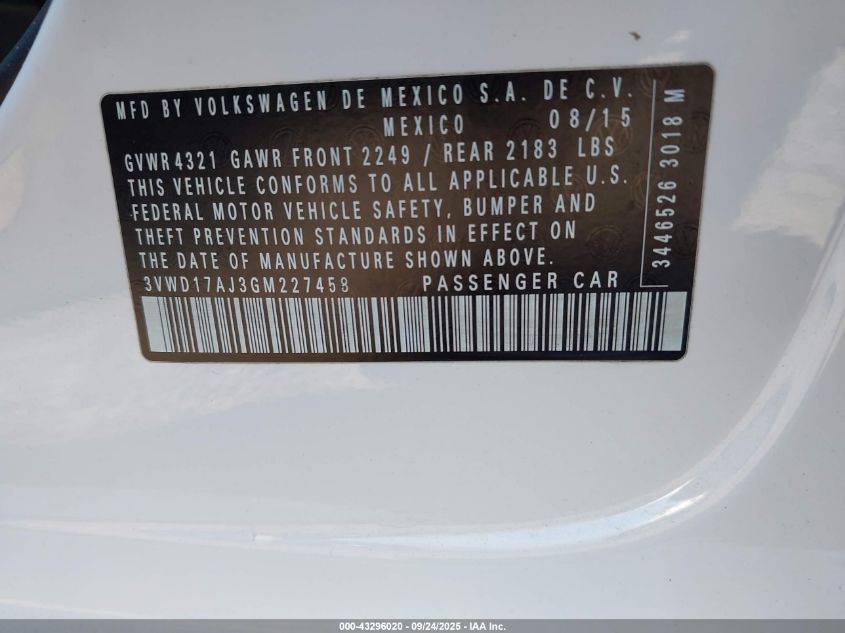 MFD BY VOLKSWAGEN DE MEXICO S.A. DE C.V.
MEXICO 08/15
GVWR 4321 GAWR FRONT 2249 / REAR 2183 LBS
THIS VEHICLE CONFORMS TO ALL APPLICABLE U.S.
FEDERAL MOTOR VEHICLE SAFETY, BUMPER AND
THEFT PREVENTION STANDARDS IN EFFECT ON
THE DATE OF MANUFACTURE SHOWN ABOVE.
3VWD17AJ3GM227458 PASSENGER CAR
3446526 3018 M
000-43296020 - 09/24/2025 - IAA Inc.